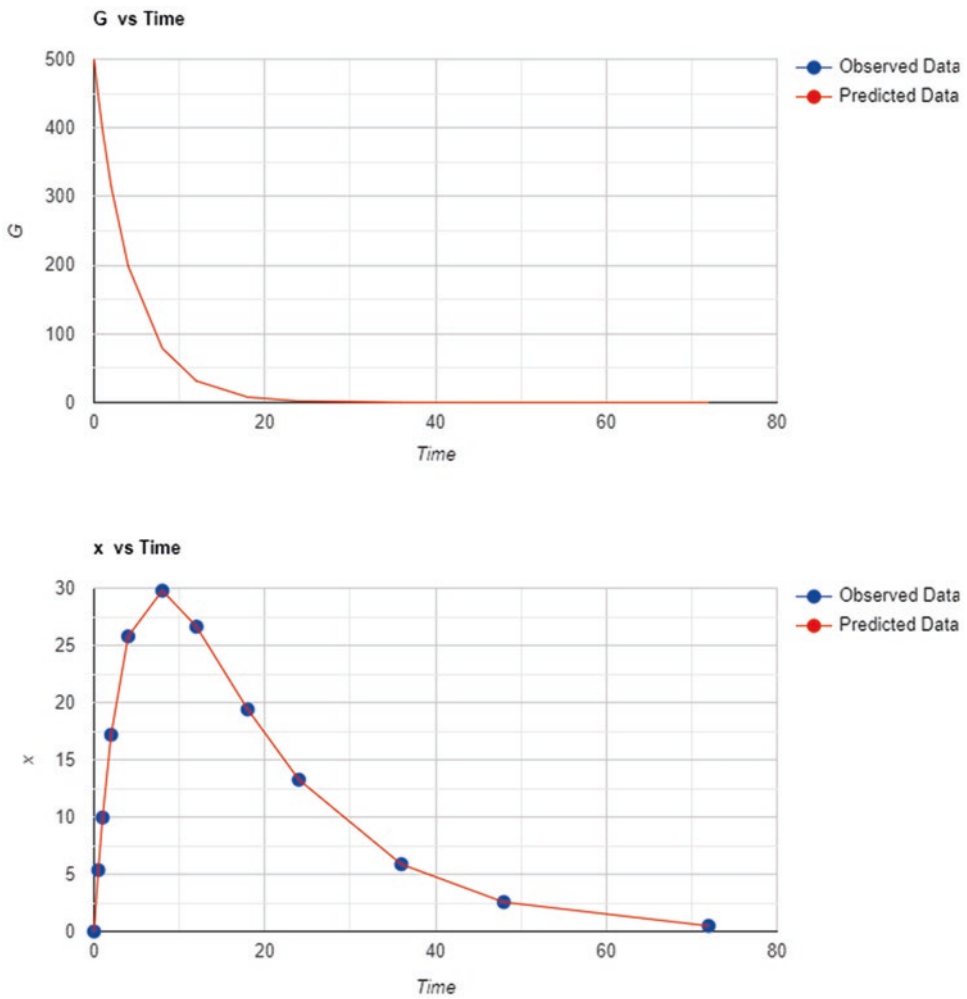 G vs Time
500
400
300
200
100
0
G
0 20 40 60 80
Time
Observed Data
Predicted Data
x vs Time
30
25
20
15
10
5
0
x
0 20 40 60 80
Time
Observed Data
Predicted Data